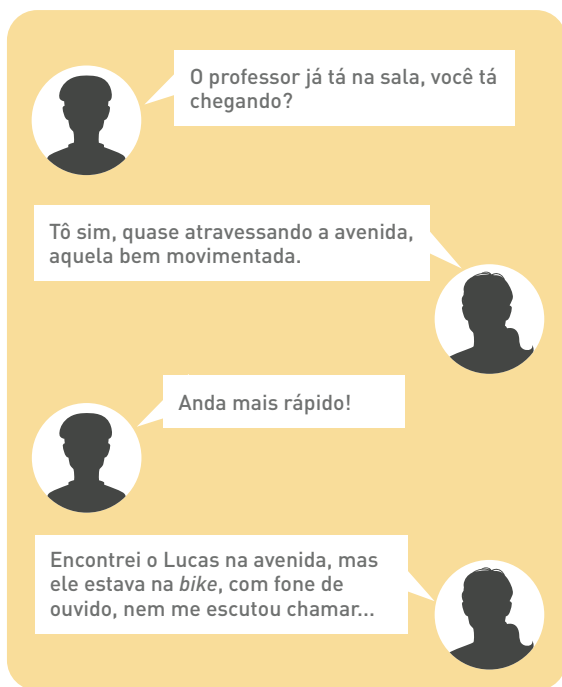 O professor já tá na sala, você tá
chegando?
Tô sim, quase atravessando a avenida,
aquela bem movimentada.
Anda mais rápido!
Encontrei o Lucas na avenida, mas
ele estava na bike, com fone de
ouvido, nem me escutou chamar...